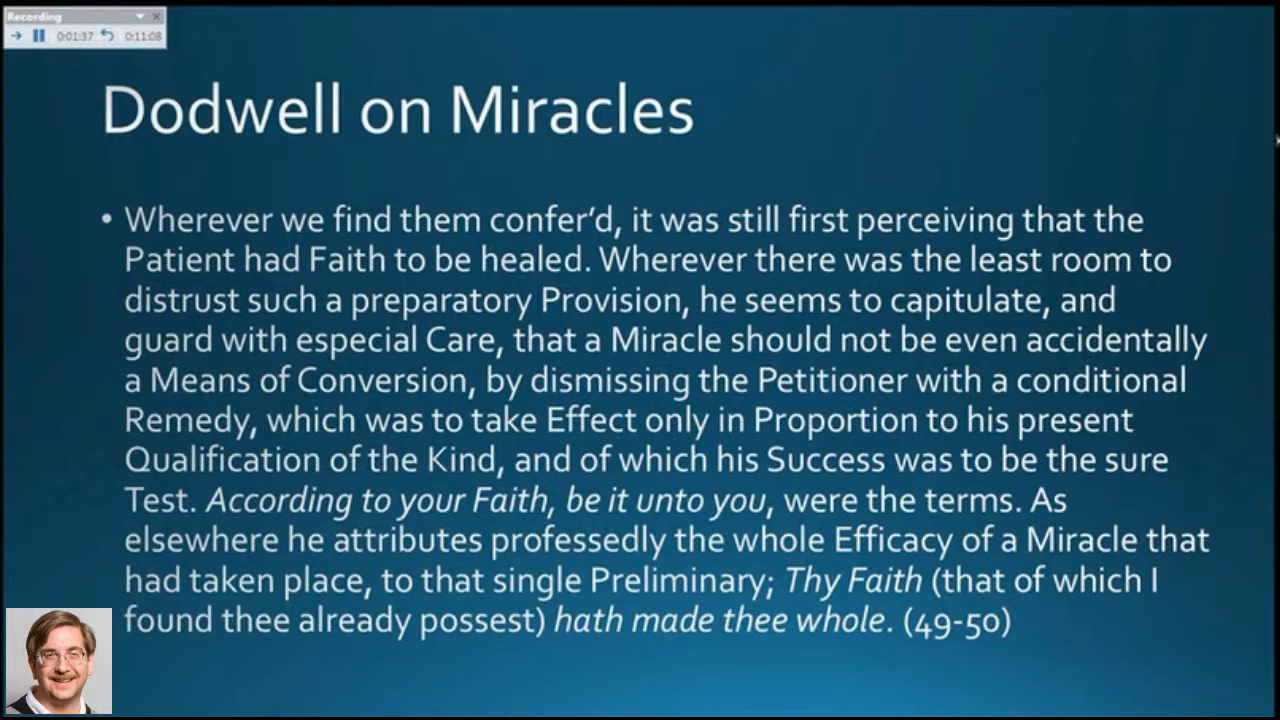 Recording
0:01:37 0:11:08
Dodwell on Miracles
• Wherever we find them confer'd, it was still first perceiving that the
Patient had Faith to be healed. Wherever there was the least room to
distrust such a preparatory Provision, he seems to capitulate, and
guard with especial Care, that a Miracle should not be even accidentally
a Means of Conversion, by dismissing the Petitioner with a conditional
Remedy, which was to take Effect only in Proportion to his present
Qualification of the Kind, and of which his Success was to be the sure
Test. According to your Faith, be it unto you, were the terms. As
elsewhere he attributes professedly the whole Efficacy of a Miracle that
had taken place, to that single Preliminary; Thy Faith (that of which I
found thee already possest) hath made thee whole. (49-50)